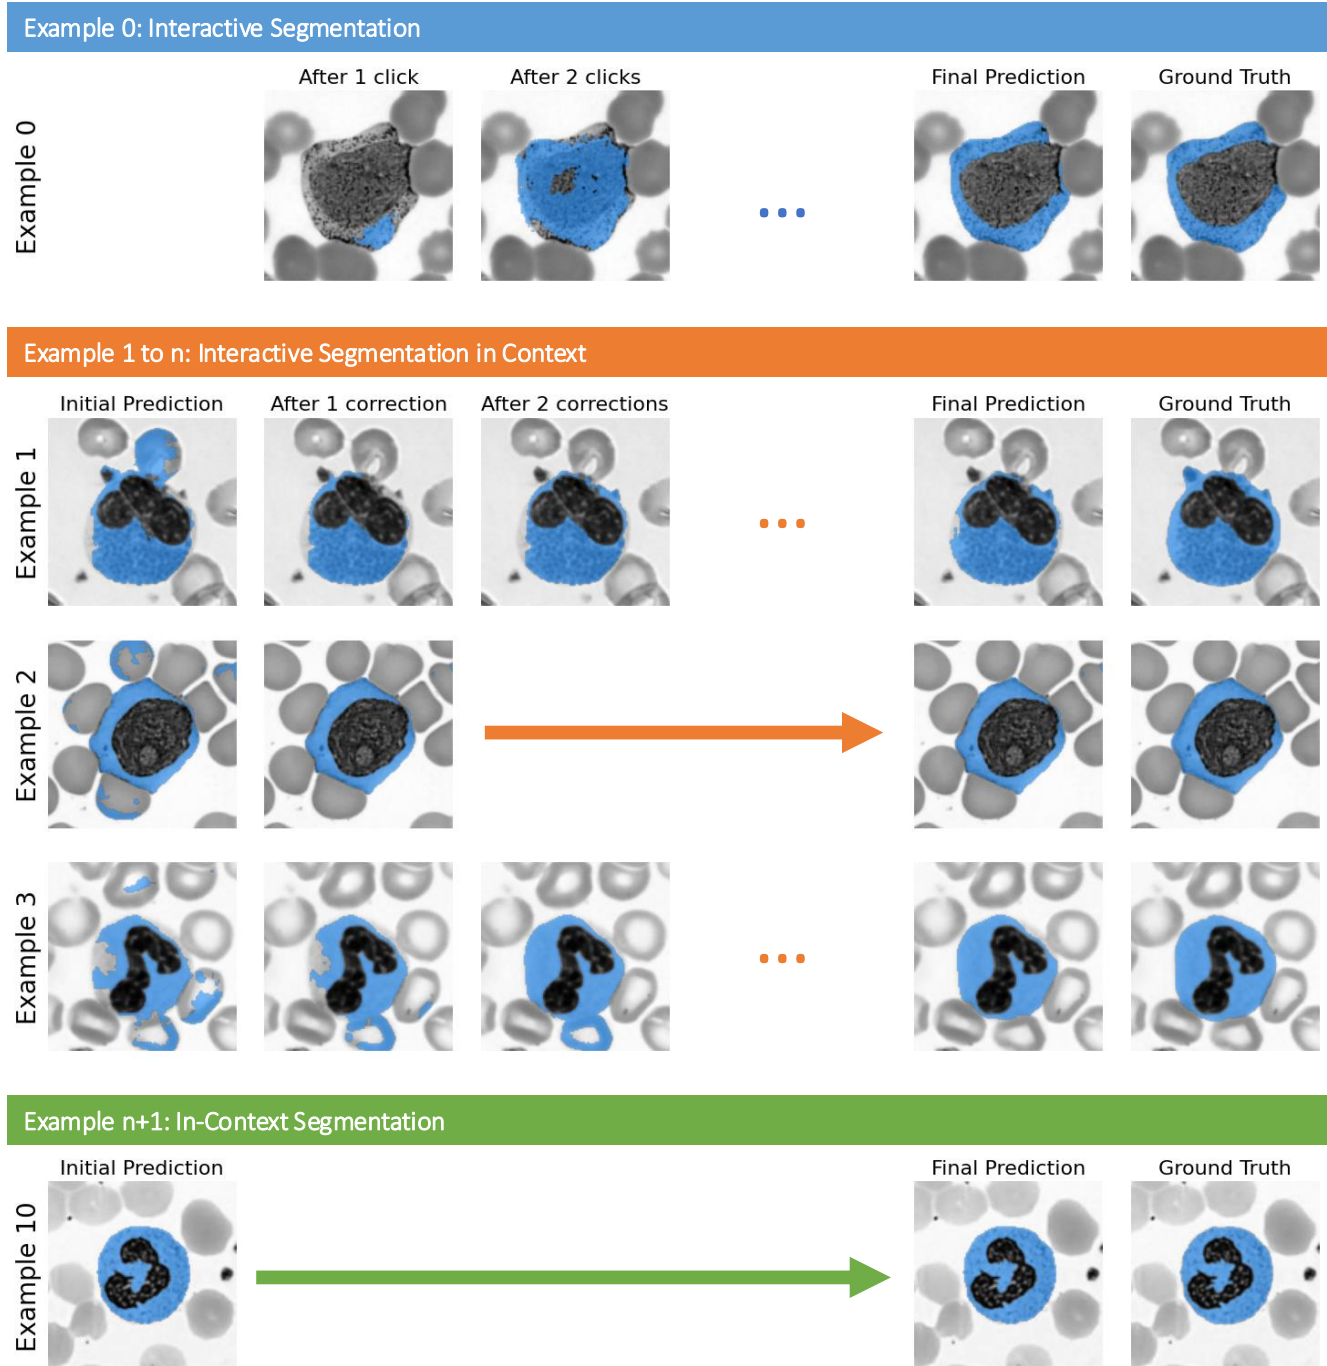 Example 0: Interactive Segmentation
After 1 click
After 2 clicks
Final Prediction
Ground Truth
Example 0
Example 1 to n: Interactive Segmentation in Context
Initial Prediction
After 1 correction
After 2 corrections
Final Prediction
Ground Truth
Example 1
Example 2
Example 3
Example n+1: In-Context Segmentation
Initial Prediction
Final Prediction
Ground Truth
Example 10